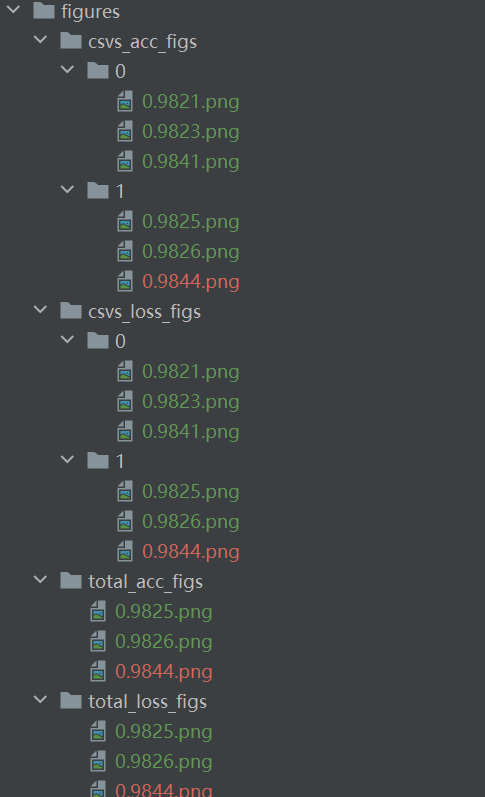 figures
csvs_acc_figs
0
0.9821.png
0.9823.png
0.9841.png
1
0.9825.png
0.9826.png
0.9844.png
csvs_loss_figs
0
0.9821.png
0.9823.png
0.9841.png
1
0.9825.png
0.9826.png
0.9844.png
total_acc_figs
0.9825.png
0.9826.png
0.9844.png
total_loss_figs
0.9825.png
0.9826.png
0.9844.png